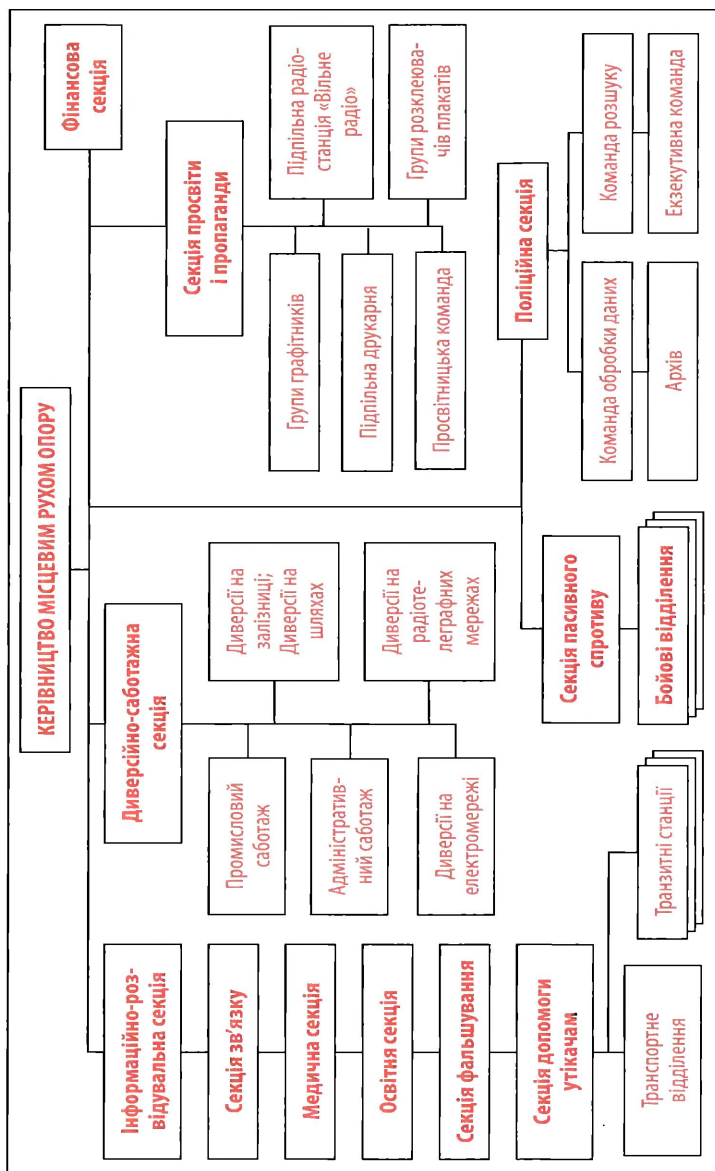 КЕРІВНИЦТВО МІСЦЕВИМ РУХОМ ОПОРУ
Інформаційно-роз-
відувальна секція
Секція зв’язку
Медична секція
Освітня секція
Секція фальшування
Секція допомоги
утікачам
Транспортне
відділення
Транзитні станції
Диверсійно-саботажна
секція
Промисловий
саботаж
Адміністратив-
ний саботаж
Диверсії на
електромережі
Диверсії на
залізниці;
Диверсії на
шляхах
Диверсії на
радіоте-
леграфних
мережах
Секція пасивного
спротиву
Бойові відділення
Секція просвіти
і пропаганди
Групи графітників
Підпільна друкарня
Просвітницька команда
Підпільна радіо-
станція «Вільне
радіо»
Групи розклеюва-
чів плакатів
Поліційна секція
Команда обробки даних
Архів
Команда розшуку
Екзекутивна команда
Фінансова
секція